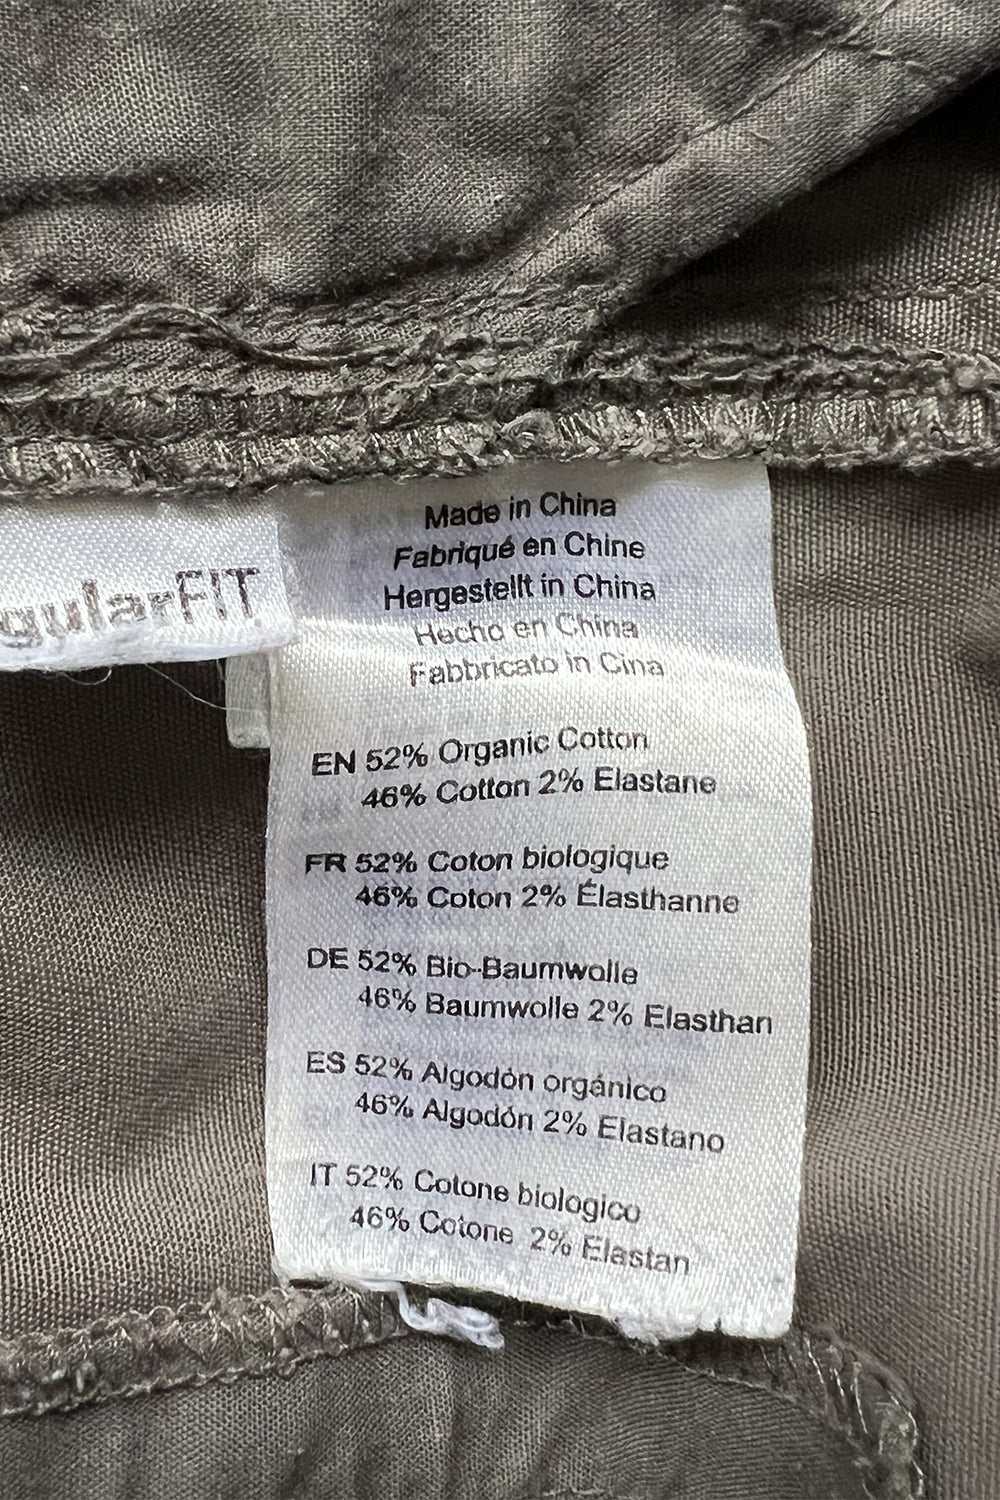 gularFIT
Made in China
Fabriqué en Chine
Hergestellt in China
Hecho en China
Fabbricato in Cina
EN 52% Organic Cotton
46% Cotton 2% Elastane
FR 52% Coton biologique
46% Coton 2% Élasthanne
DE 52% Bio-Baumwolle
46% Baumwolle 2% Elasthan
ES 52% Algodón orgánico
46% Algodón 2% Elastano
IT 52% Cotone biologico
46% Cotone 2% Elastan